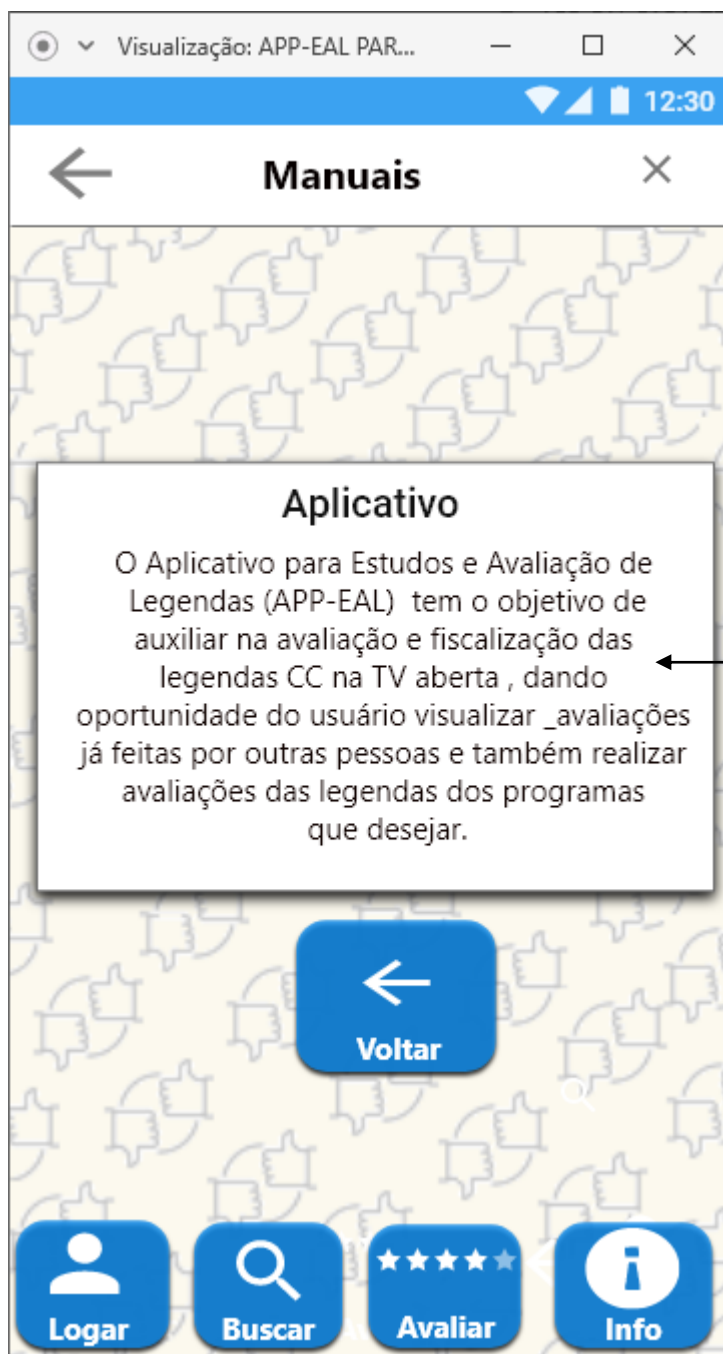 Visualização: APP-EAL PAR...
12:30
Manuais
Aplicativo
O Aplicativo para Estudos e Avaliação de
Legendas (APP-EAL)  tem o objetivo de
auxiliar na avaliação e fiscalização das
legendas CC na TV aberta , dando
oportunidade do usuário visualizar _avaliações
já feitas por outras pessoas e também realizar
avaliações das legendas dos programas
que desejar.
Voltar
Logar
Buscar
Avaliar
Info